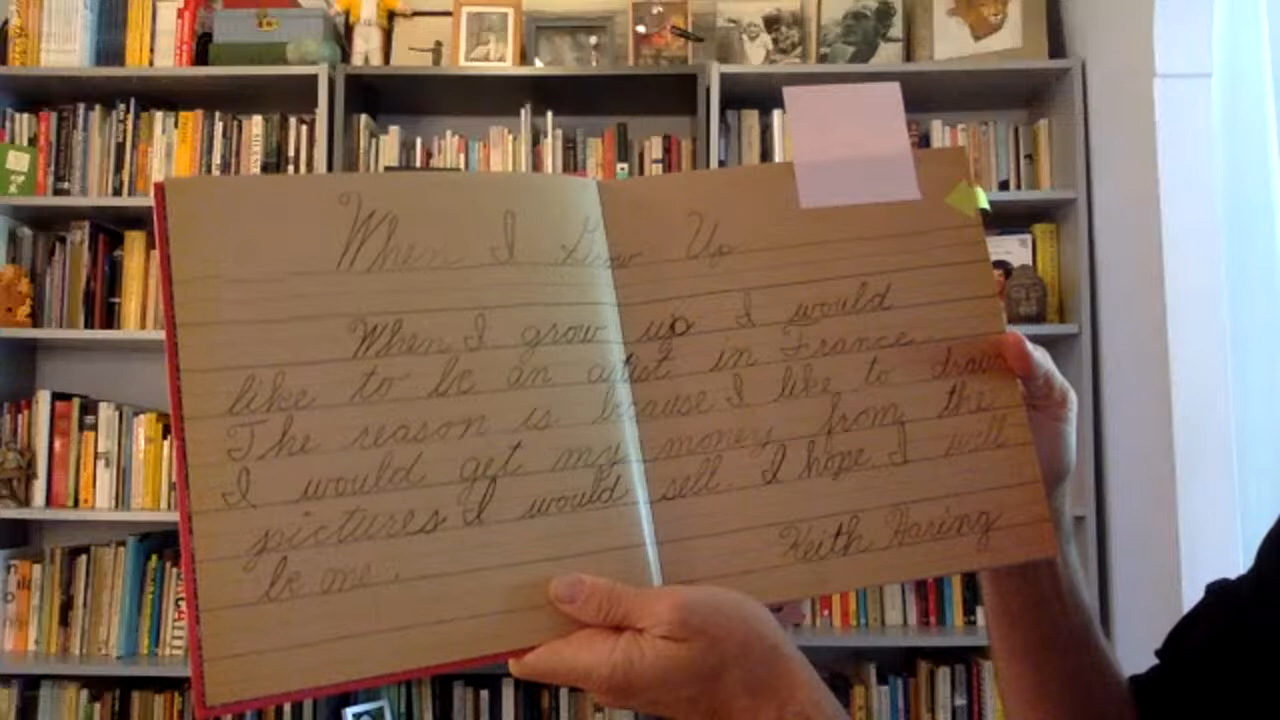 When I Grow Up
When I grow up I would
like to be an artist in France.
The reason is because I like to draw.
I would get my money from the
pictures I would sell. I hope I will
be one.
Keith Haring